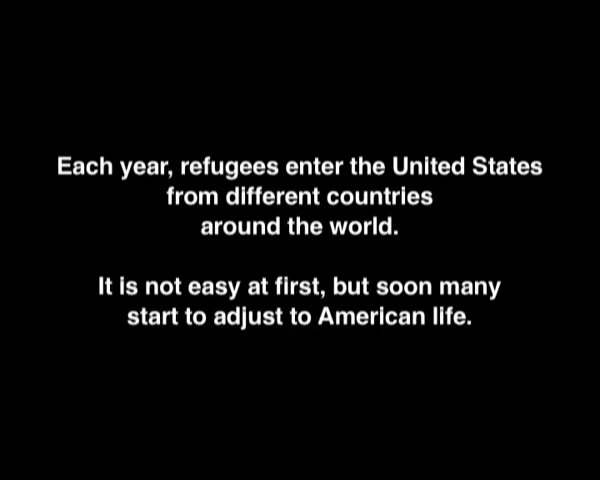 Each year, refugees enter the United States
from different countries
around the world.
It is not easy at first, but soon many
start to adjust to American life.